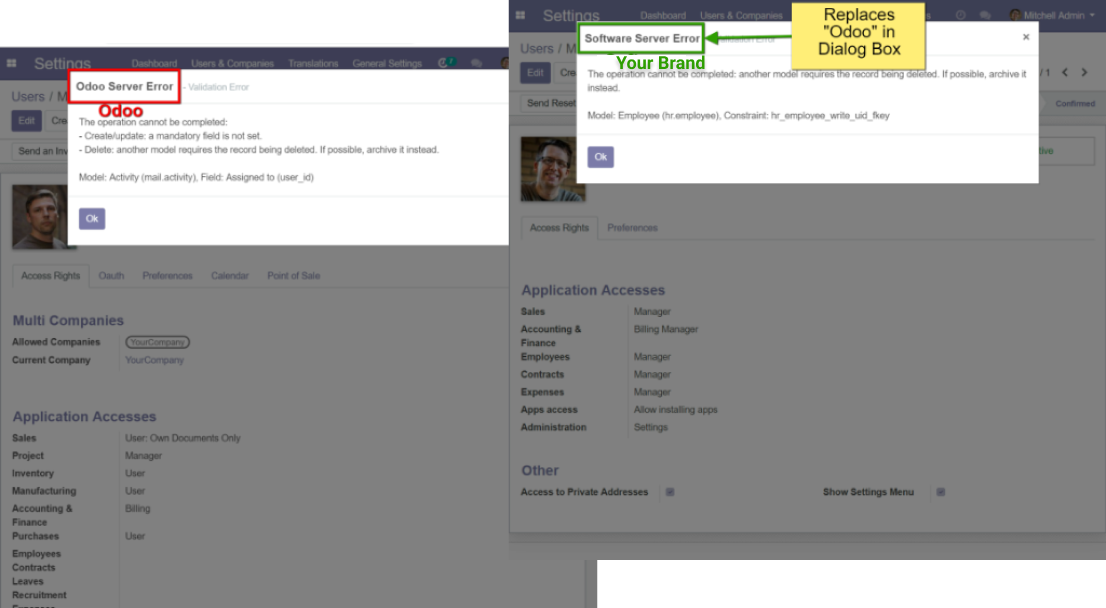 Settings
Dashboard
Users & Companies
Translations
General Settings
Users / M
Edit
Cre
Send an Inv
Odoo Server Error
- Validation Error
Odoo
The operation cannot be completed:
- Create/update: a mandatory field is not set.
- Delete: another model requires the record being deleted. If possible, archive it instead.
Model: Activity (mail.activity), Field: Assigned to (user_id)
Ok
Access Rights
Oauth
Preferences
Calendar
Point of Sale
Multi Companies
Allowed Companies YourCompany
Current Company YourCompany
Application Accesses
Sales User: Own Documents Only
Project Manager
Inventory User
Manufacturing User
Accounting & Billing
Finance
Purchases User
Employees
Contracts
Leaves
Recruitment
Expenses
Settings
Dashboard
Users & Companies
Mitchell Admin
Users / M
Edit
Cre
/ 1
Send Reset
Confirmed
Software Server Error
Validation Error
×
Your Brand
Replaces
"Odoo" in
Dialog Box
The operation cannot be completed: another model requires the record being deleted. If possible, archive it
instead.
Model: Employee (hr.employee), Constraint: hr_employee_write_uid_fkey
Ok
tive
Access Rights
Preferences
Application Accesses
Sales Manager
Accounting & Billing Manager
Finance
Employees Manager
Contracts Manager
Expenses Manager
Apps access Allow installing apps
Administration Settings
Other
Access to Private Addresses
Show Settings Menu